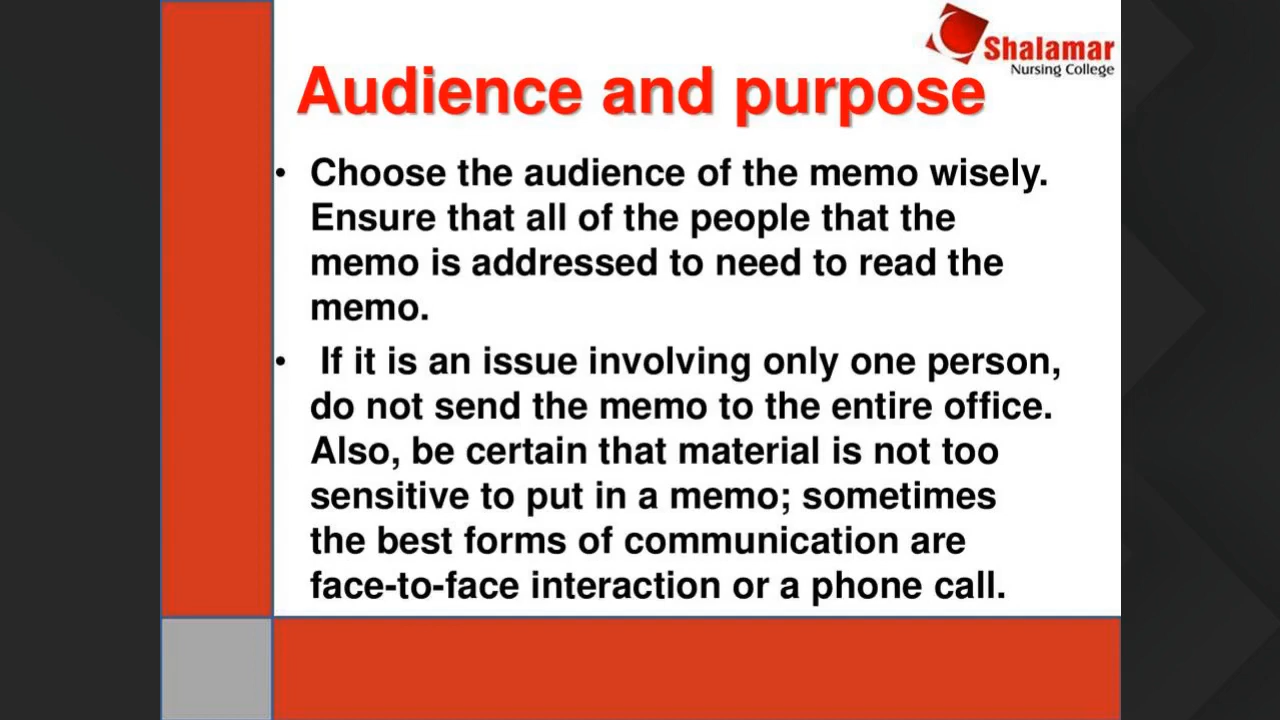 Shalamar
Nursing College
Audience and purpose
• Choose the audience of the memo wisely.
Ensure that all of the people that the
memo is addressed to need to read the
memo.
• If it is an issue involving only one person,
do not send the memo to the entire office.
Also, be certain that material is not too
sensitive to put in a memo; sometimes
the best forms of communication are
face-to-face interaction or a phone call.